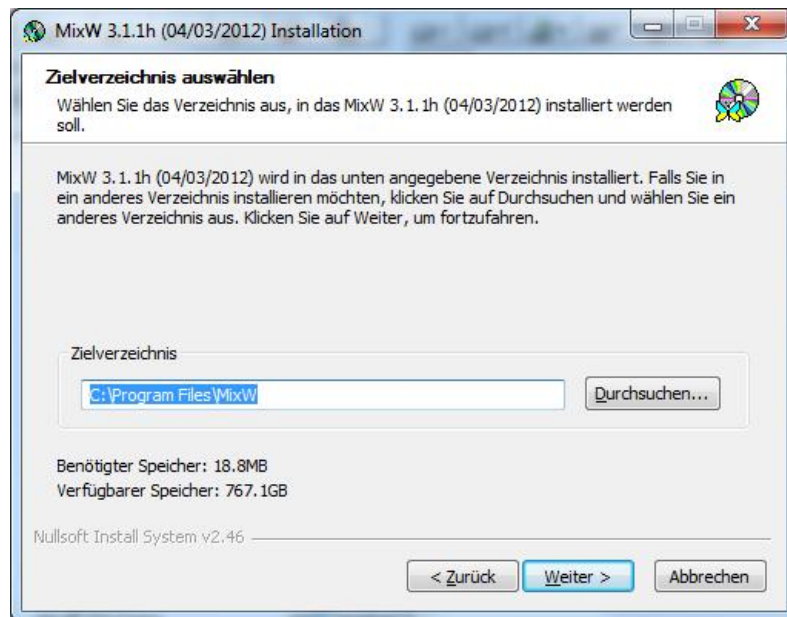 MixW 3.1.1h (04/03/2012) Installation
Zielverzeichnis auswählen
Wählen Sie das Verzeichnis aus, in das MixW 3.1.1h (04/03/2012) installiert werden
soll.
MixW 3.1.1h (04/03/2012) wird in das unten angegebene Verzeichnis installiert. Falls Sie in
ein anderes Verzeichnis installieren möchten, klicken Sie auf Durchsuchen und wählen Sie ein
anderes Verzeichnis aus. Klicken Sie auf Weiter, um fortzufahren.
Zielverzeichnis
C:\Program Files\MixW
Durchsuchen...
Benötigter Speicher: 18.8MB
Verfügbarer Speicher: 767.1GB
Nullsoft Install System v2.46
< Zurück
Weiter >
Abbrechen